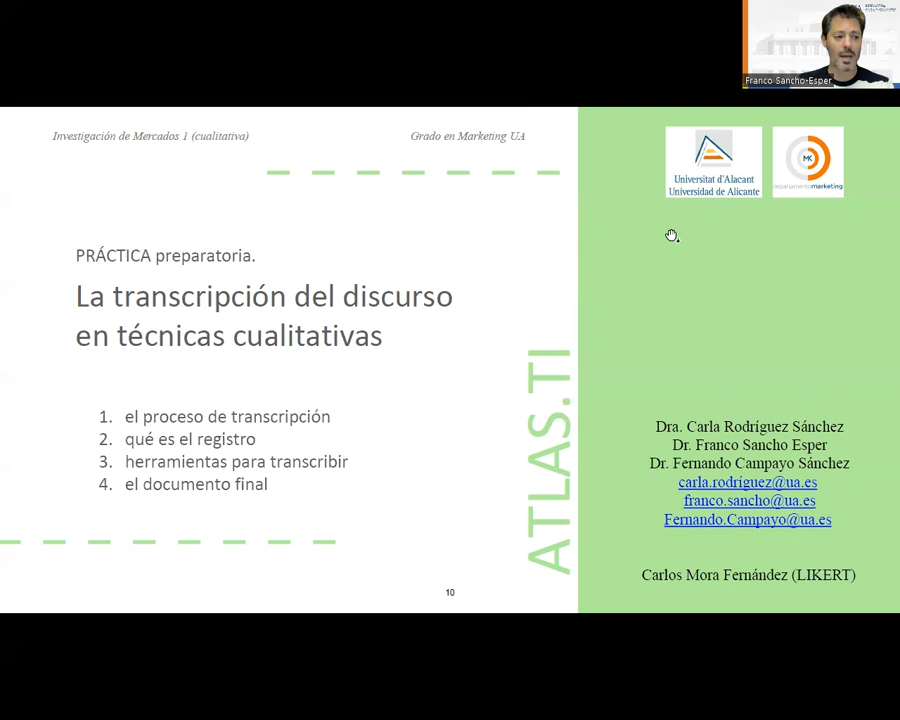 Franco Sancho-Esper
Investigación de Mercados 1 (cualitativa)
Grado en Marketing UA
Universitat d'Alacant
Universidad de Alicante
MK
departamentomarketing
PRÁCTICA preparatoria.
La transcripción del discurso
en técnicas cualitativas
1. el proceso de transcripción
2. qué es el registro
3. herramientas para transcribir
4. el documento final
ATLAS.TI
Dra. Carla Rodríguez Sánchez
Dr. Franco Sancho Esper
Dr. Fernando Campayo Sánchez
carla.rodríguez@ua.es
franco.sancho@ua.es
Fernando.Campayo@ua.es
Carlos Mora Fernández (LIKERT)
10